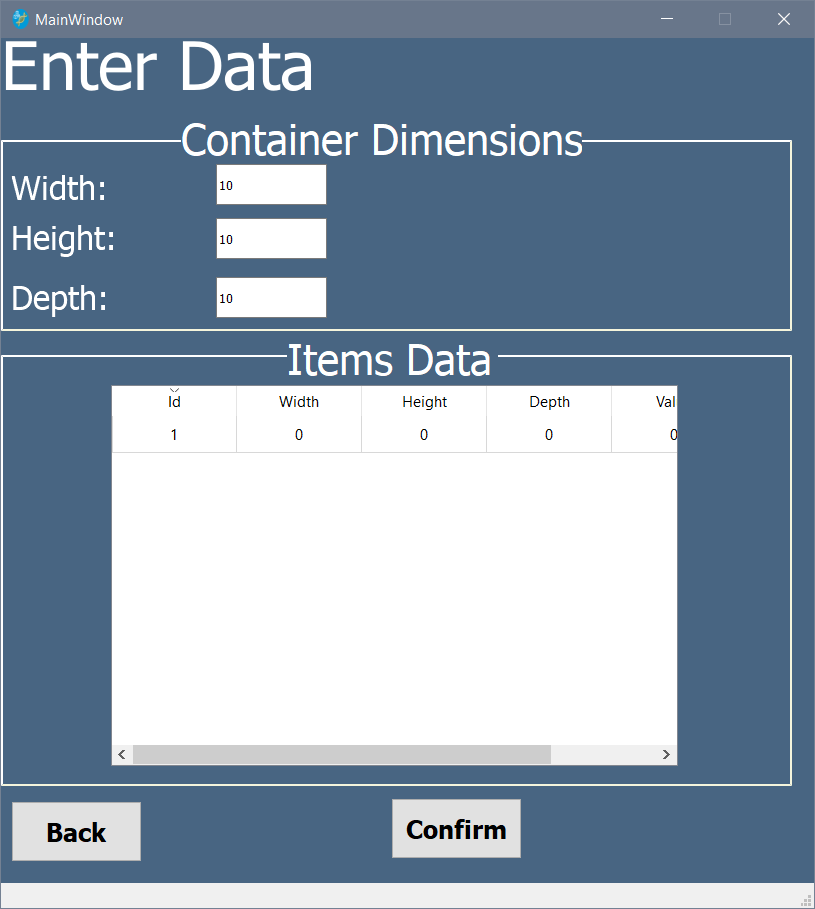 MainWindow
Enter Data
Container Dimensions
Width: 10
Height: 10
Depth: 10
Items Data
Id Width Height Depth Val
1 0 0 0 0
Back Confirm